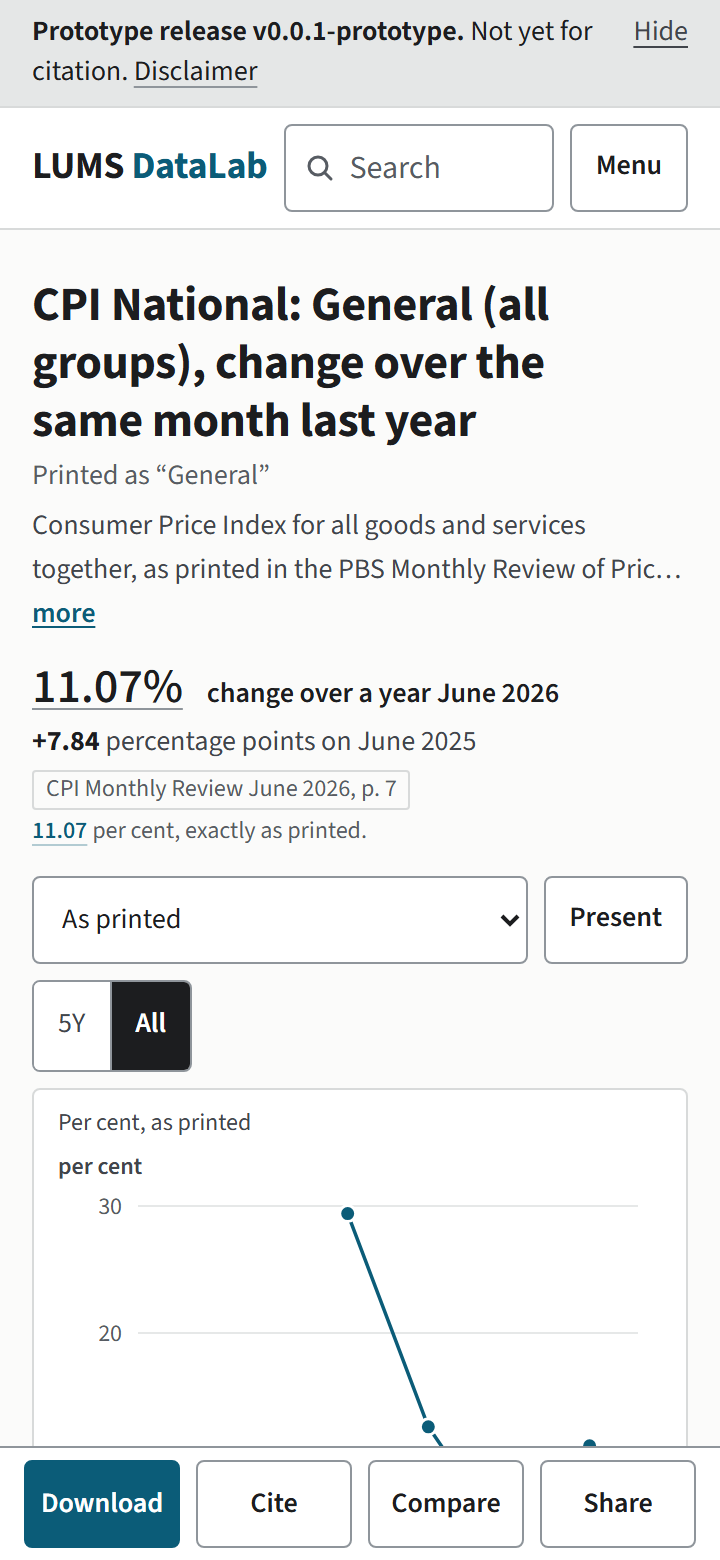 Prototype release v0.0.1-prototype. Not yet for Hide
citation. Disclaimer
LUMS DataLab Search Menu
CPI National: General (all
groups), change over the
same month last year
Printed as “General”
Consumer Price Index for all goods and services
together, as printed in the PBS Monthly Review of Pric…
more
11.07% change over a year June 2026
+7.84 percentage points on June 2025
CPI Monthly Review June 2026, p. 7
11.07 per cent, exactly as printed.
As printed Present
5Y All
Per cent, as printed
per cent
30
20
Download Cite Compare Share